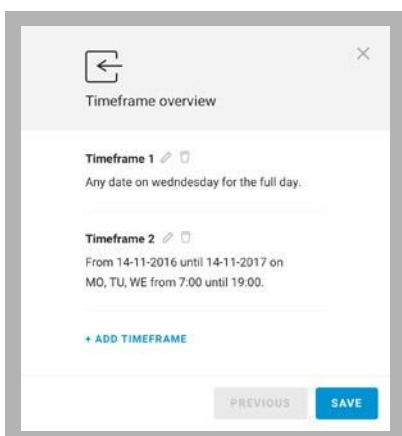 Timeframe overview
Timeframe 1
Any date on wedndesday for the full day.
Timeframe 2
From 14-11-2016 until 14-11-2017 on
MO, TU, WE from 7:00 until 19:00.
+ ADD TIMEFRAME
PREVIOUS
SAVE